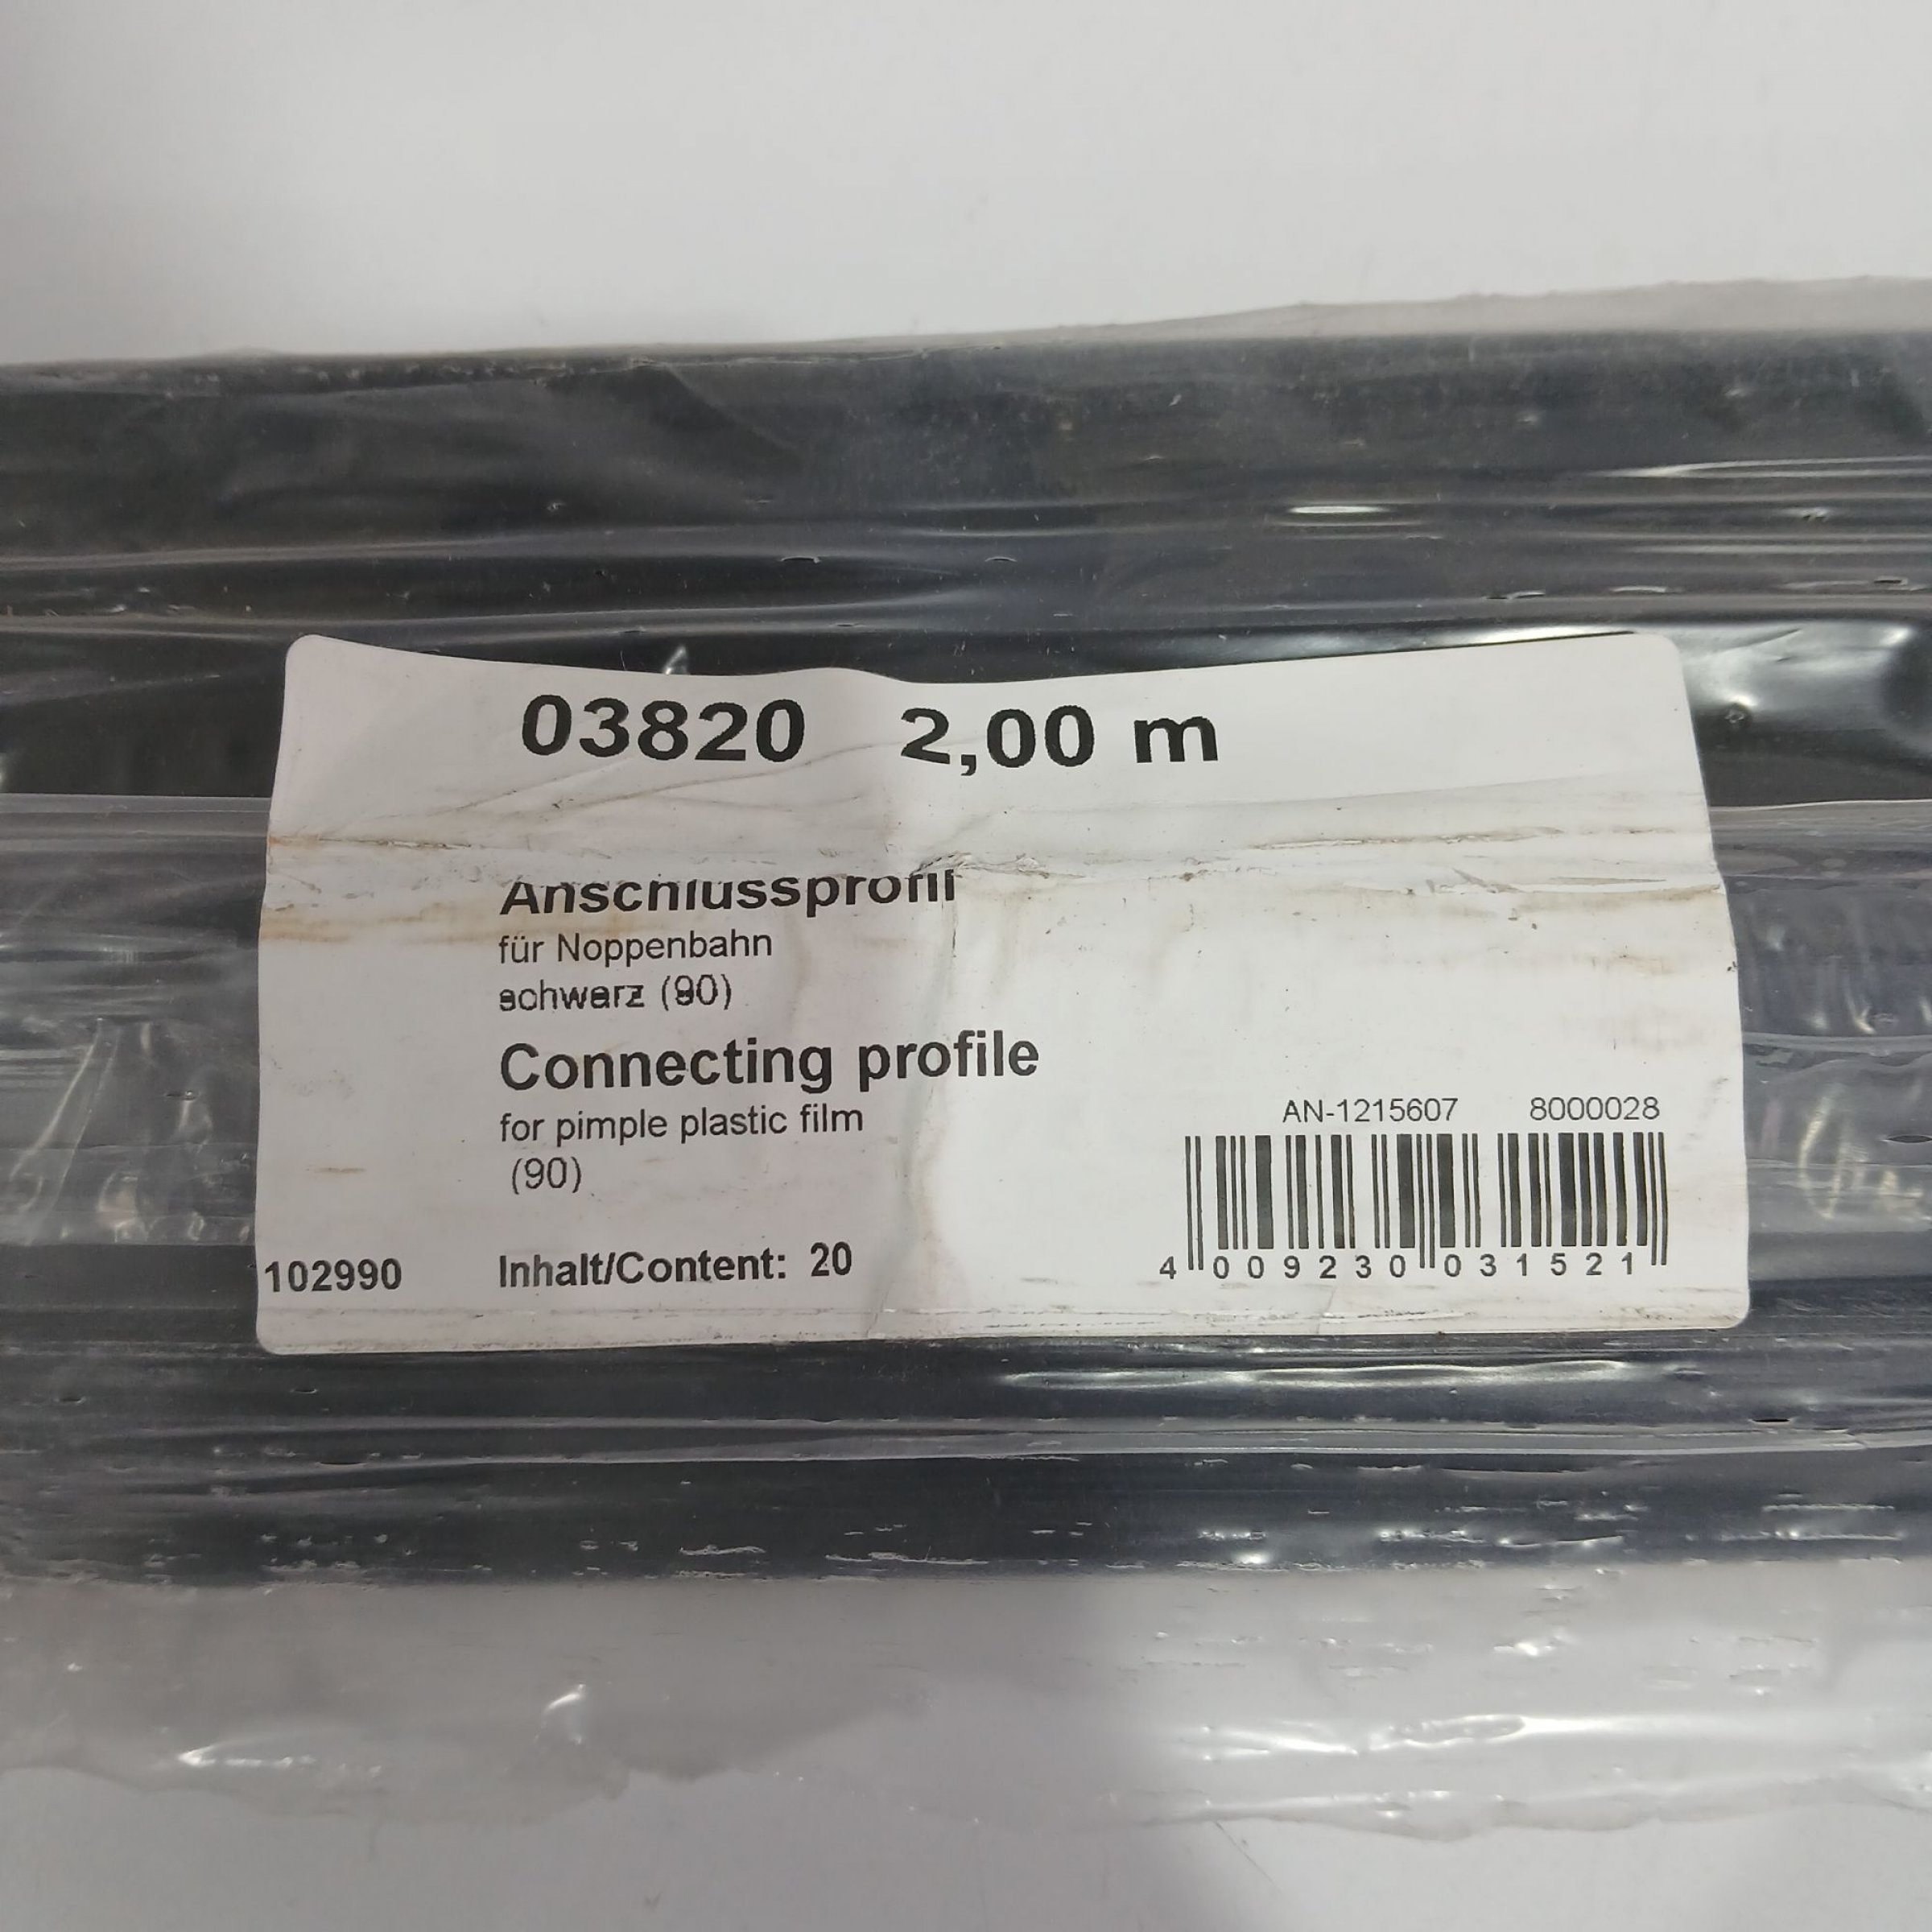 03820 2,00 m
Anschlussprofil
für Noppenbahn
schwarz (90)
Connecting profile
for pimple plastic film
(90)
AN-1215607 8000028
102990 Inhalt/Content: 20
4 009230 031521